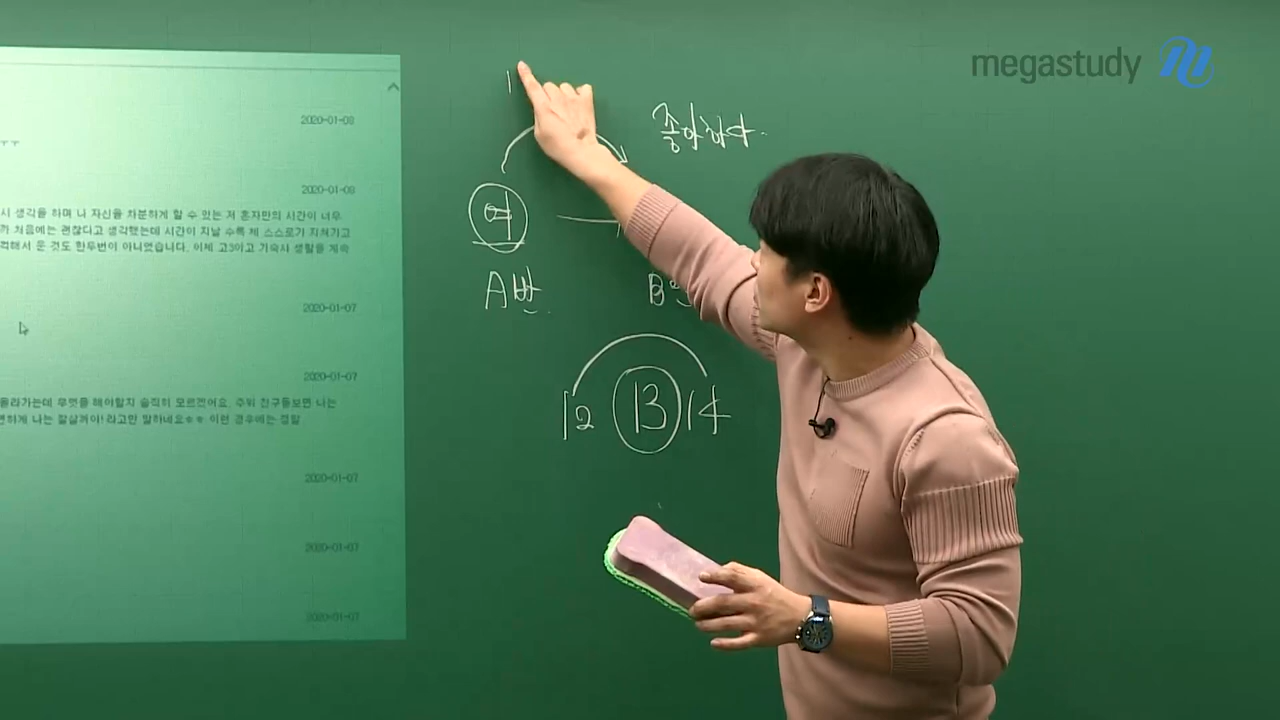 megastudy
2020-01-09
ㅜㅜ
2020-01-08
시 생각을 하며 나 자신을 차분하게 할 수 있는 저 혼자만의 시간이 너무
까 처음에는 괜찮다고 생각했는데 시간이 지날 수록 제 스스로가 지쳐가고
해서 운 것도 한두번이 아니었습니다. 이제 고3이고 기숙사 생활을 계속
2020-01-07
2020-01-07
올라가는데 무엇을 해야할지 솔직히 모르겠어요. 주위 친구들보면 나는
하게 나는 잘살꺼야! 라고만 말하네요ㅎㅎ 이런 경우에는 정말
2020-01-07
2020-01-07
2020-01-07
1
좋아하다.
여
A반. B
12 13 14